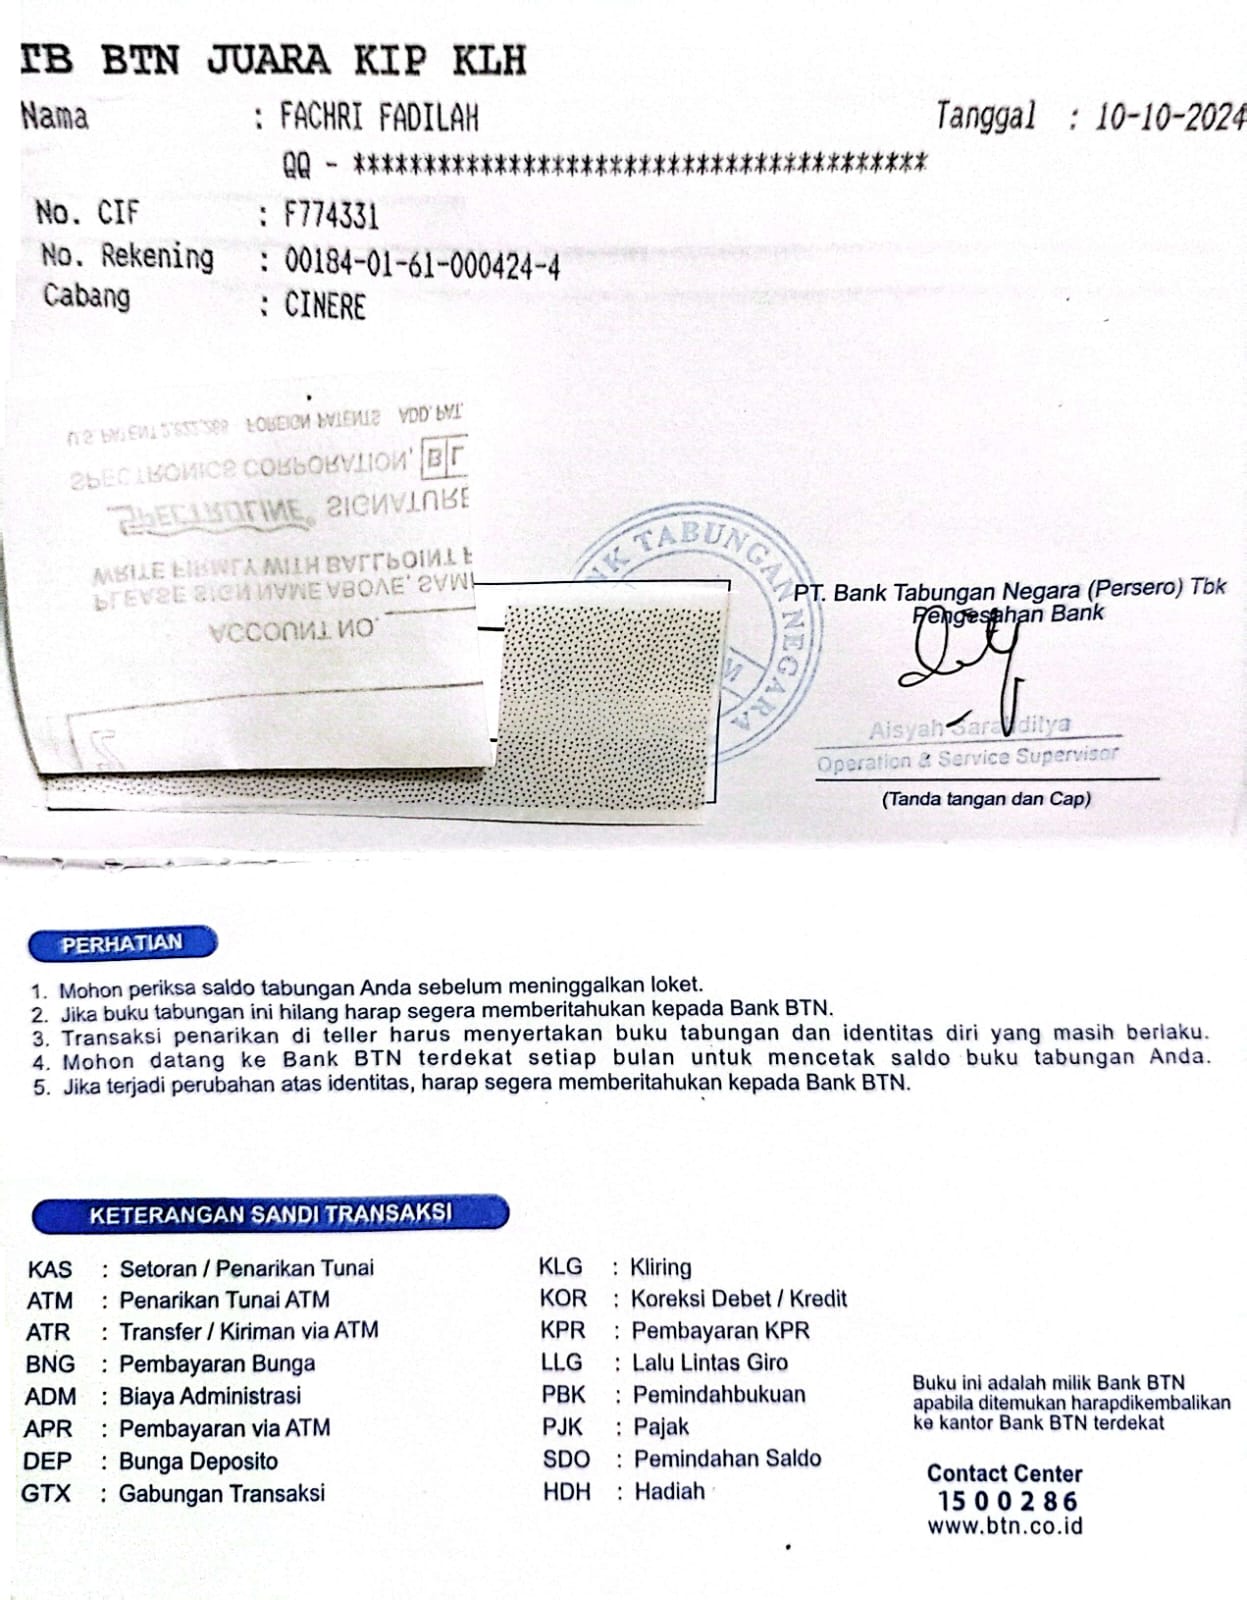 TB BTN JUARA KIP KLH
Nama : FACHRI FADILAH Tanggal : 10-10-2024
QQ - ****************************************
No. CIF : F774331
No. Rekening : 00184-01-61-000424-4
Cabang : CINERE
U.S. PATENT FOREIGN PATENTS ADD. PAT.
SPECTRONICS CORPORATION
SPECTROLINE® SIGNATURE
WRITE FIRMLY WITH BALLPOINT
PLEASE SIGN NAME ABOVE.
ACCOUNT NO.
TABUNGAN NEGARA
PT. Bank Tabungan Negara (Persero) Tbk
Pengesahan Bank
Aisyah
Operation & Service Supervisor
(Tanda tangan dan Cap)
PERHATIAN
1. Mohon periksa saldo tabungan Anda sebelum meninggalkan loket.
2. Jika buku tabungan ini hilang harap segera memberitahukan kepada Bank BTN.
3. Transaksi penarikan di teller harus menyertakan buku tabungan dan identitas diri yang masih berlaku.
4. Mohon datang ke Bank BTN terdekat setiap bulan untuk mencetak saldo buku tabungan Anda.
5. Jika terjadi perubahan atas identitas, harap segera memberitahukan kepada Bank BTN.
KETERANGAN SANDI TRANSAKSI
KAS : Setoran / Penarikan Tunai
ATM : Penarikan Tunai ATM
ATR : Transfer / Kiriman via ATM
BNG : Pembayaran Bunga
ADM : Biaya Administrasi
APR : Pembayaran via ATM
DEP : Bunga Deposito
GTX : Gabungan Transaksi
KLG : Kliring
KOR : Koreksi Debet / Kredit
KPR : Pembayaran KPR
LLG : Lalu Lintas Giro
PBK : Pemindahbukuan
PJK : Pajak
SDO : Pemindahan Saldo
HDH : Hadiah
Buku ini adalah milik Bank BTN
apabila ditemukan harapdikembalikan
ke kantor Bank BTN terdekat
Contact Center
1500286
www.btn.co.id